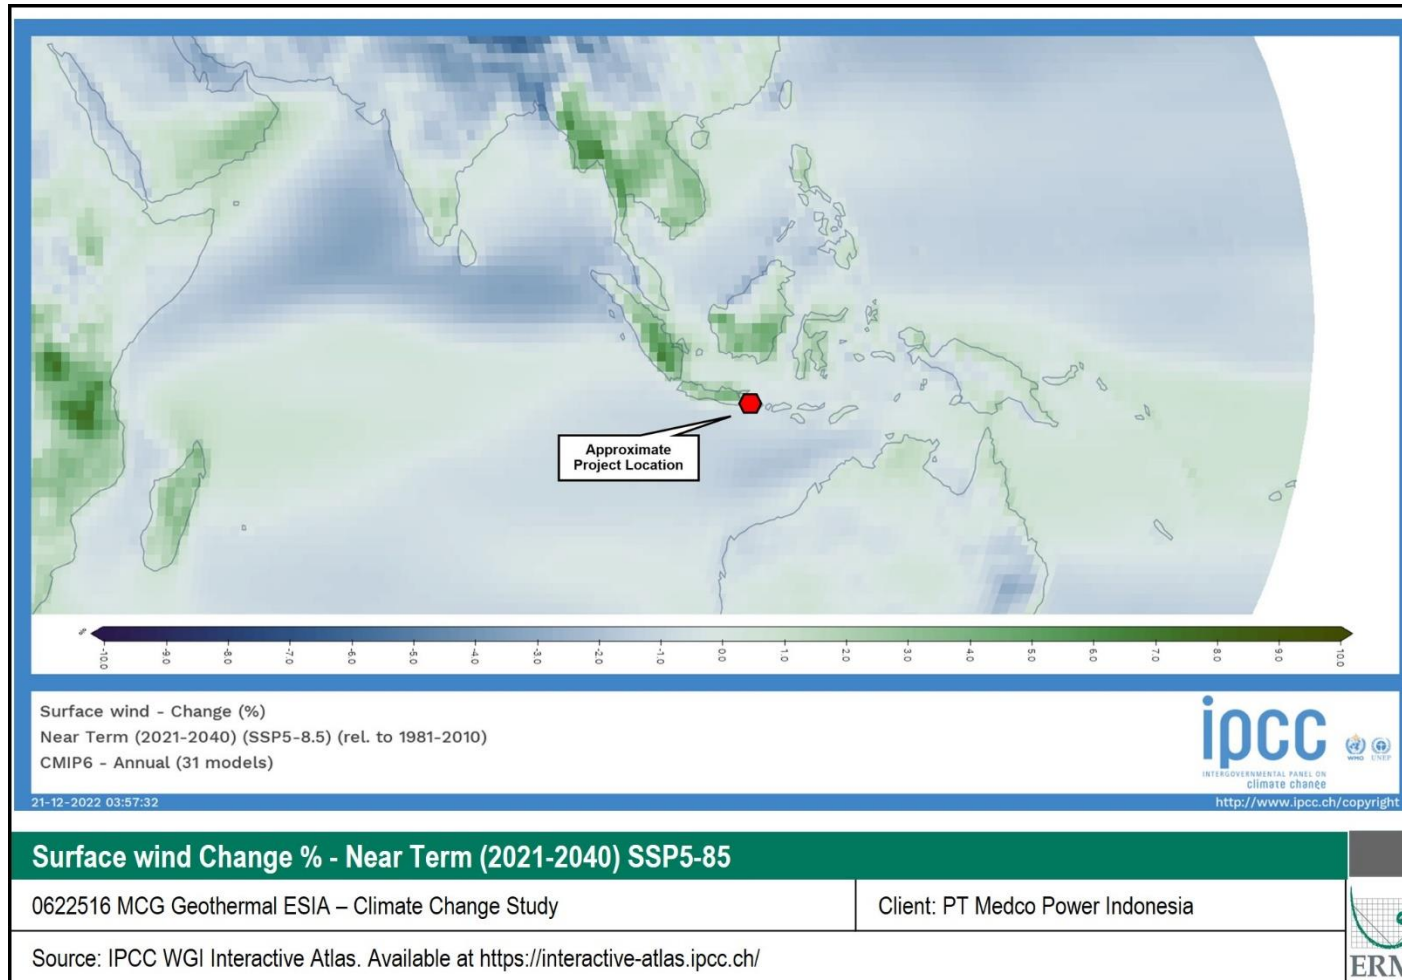 Approximate
Project Location
%
-10.0
-9.0
-8.0
-7.0
-6.0
-5.0
-4.0
-3.0
-2.0
-1.0
0.0
1.0
2.0
3.0
4.0
5.0
6.0
7.0
8.0
9.0
10.0
Surface wind - Change (%)
Near Term (2021-2040) (SSP5-8.5) (rel. to 1981-2010)
CMIP6 - Annual (31 models)
ipcc
INTERGOVERNMENTAL PANEL ON
climate change
WMO
UNEP
21-12-2022 03:57:32
http://www.ipcc.ch/copyright
Surface wind Change % - Near Term (2021-2040) SSP5-85
0622516 MCG Geothermal ESIA – Climate Change Study
Client: PT Medco Power Indonesia
Source: IPCC WGI Interactive Atlas. Available at https://interactive-atlas.ipcc.ch/
ERM